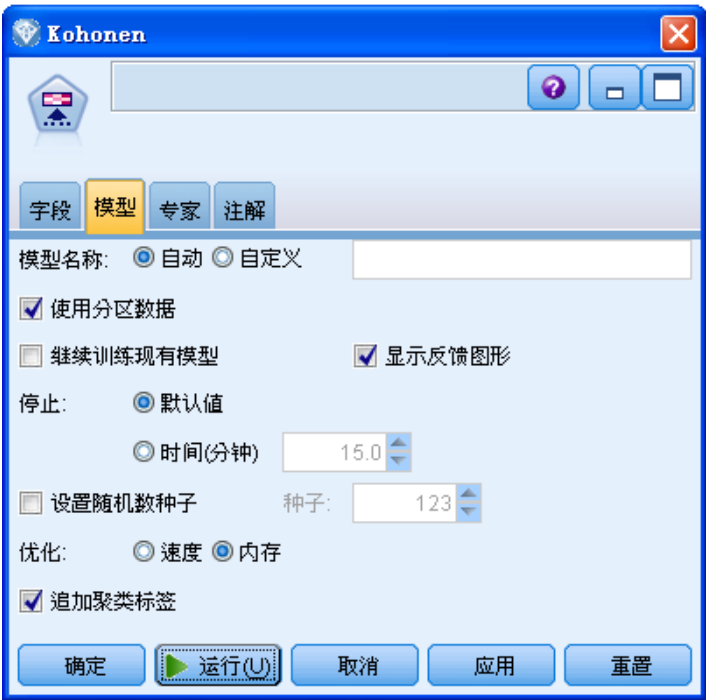 Kohonen
字段 模型 专家 注解
模型名称: 自动 自定义
使用分区数据
继续训练现有模型 显示反馈图形
停止: 默认值
时间(分钟) 15.0
设置随机数种子 种子: 123
优化: 速度 内存
追加聚类标签
确定 运行(U) 取消 应用 重置